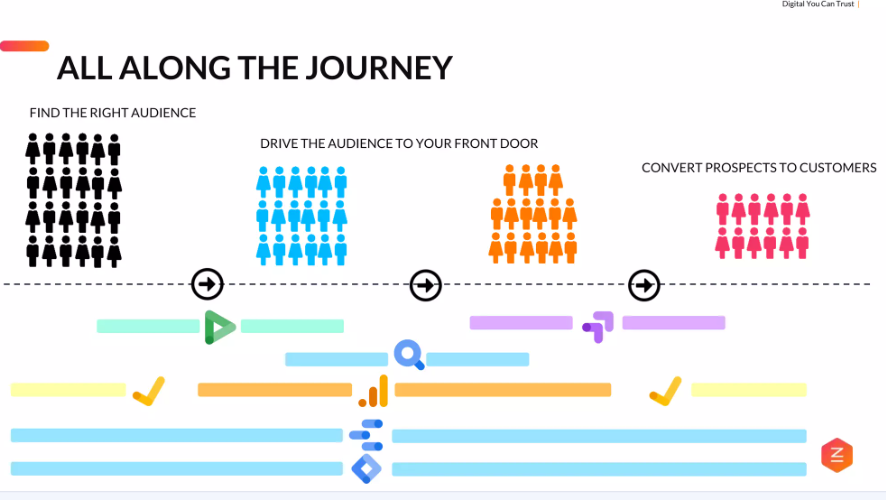 Digital You Can Trust |
ALL ALONG THE JOURNEY
FIND THE RIGHT AUDIENCE
DRIVE THE AUDIENCE TO YOUR FRONT DOOR
CONVERT PROSPECTS TO CUSTOMERS
IN